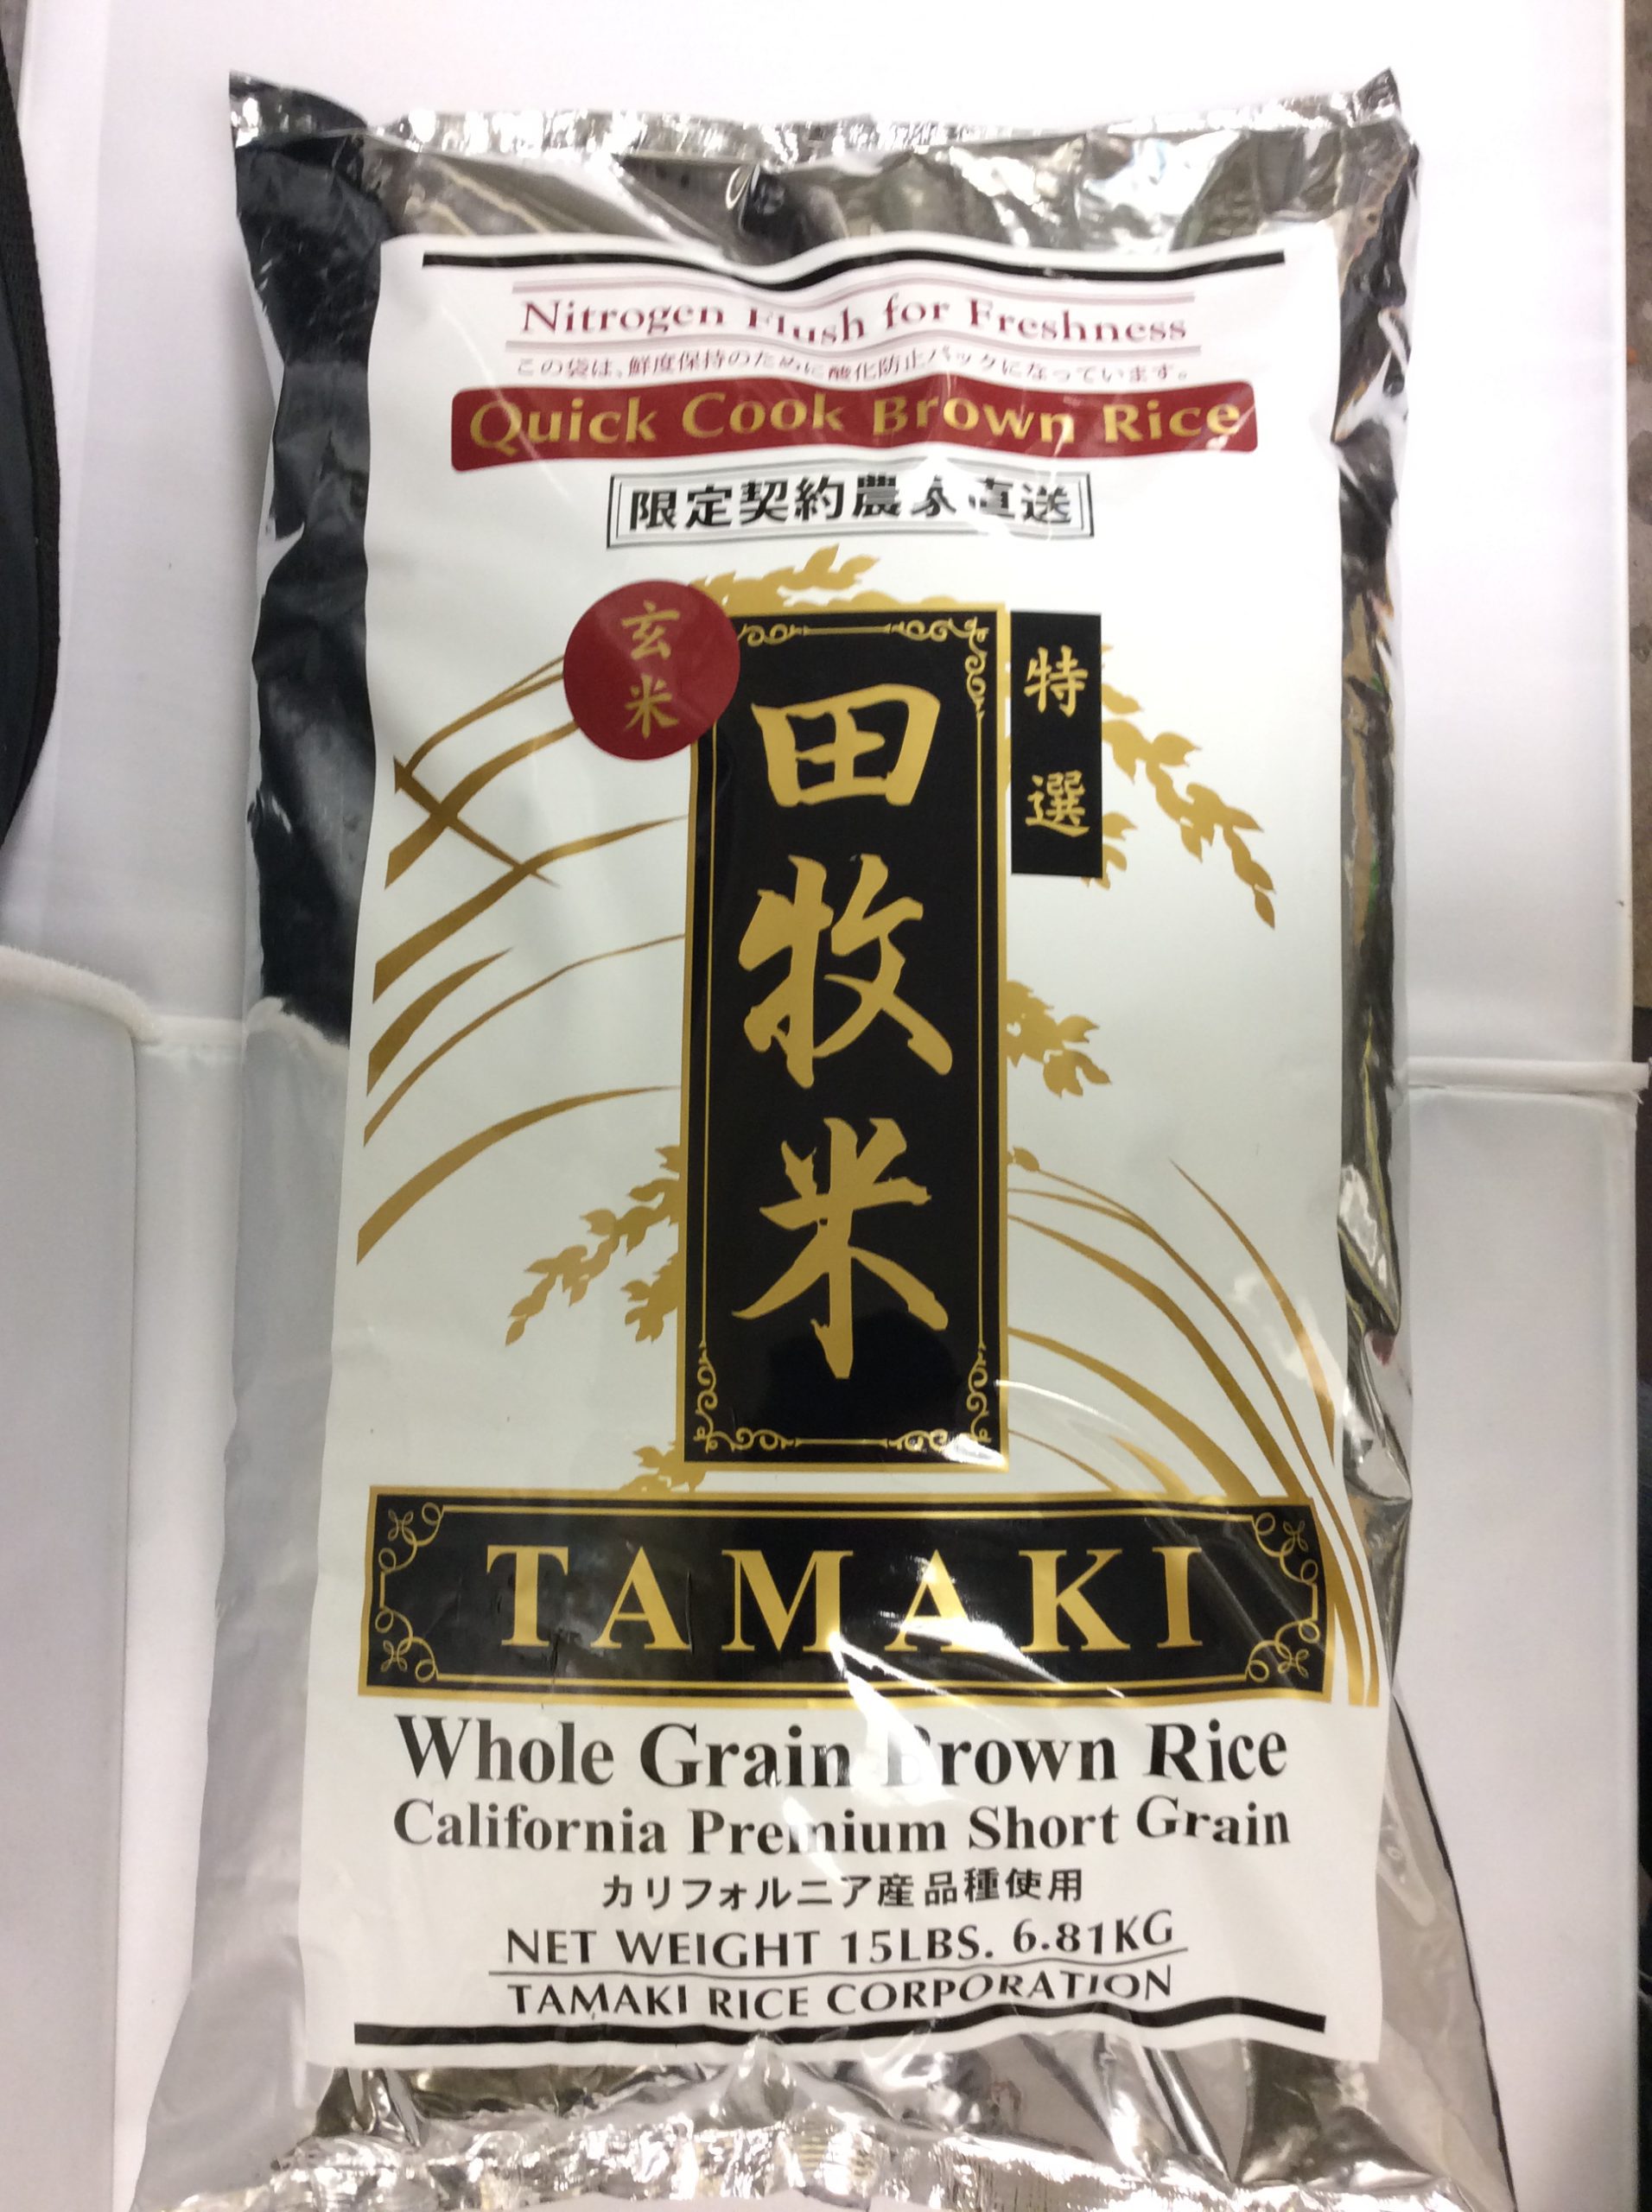 Nitrogen Flush for Freshness
この袋は、鮮度保持のために酸化防止パックになっています。
Quick Cook Brown Rice
限定契約農家直送
玄米
特選
田牧米
TAMAKI
Whole Grain Brown Rice
California Premium Short Grain
カリフォルニア産品種使用
NET WEIGHT 15LBS. 6.81KG
TAMAKI RICE CORPORATION